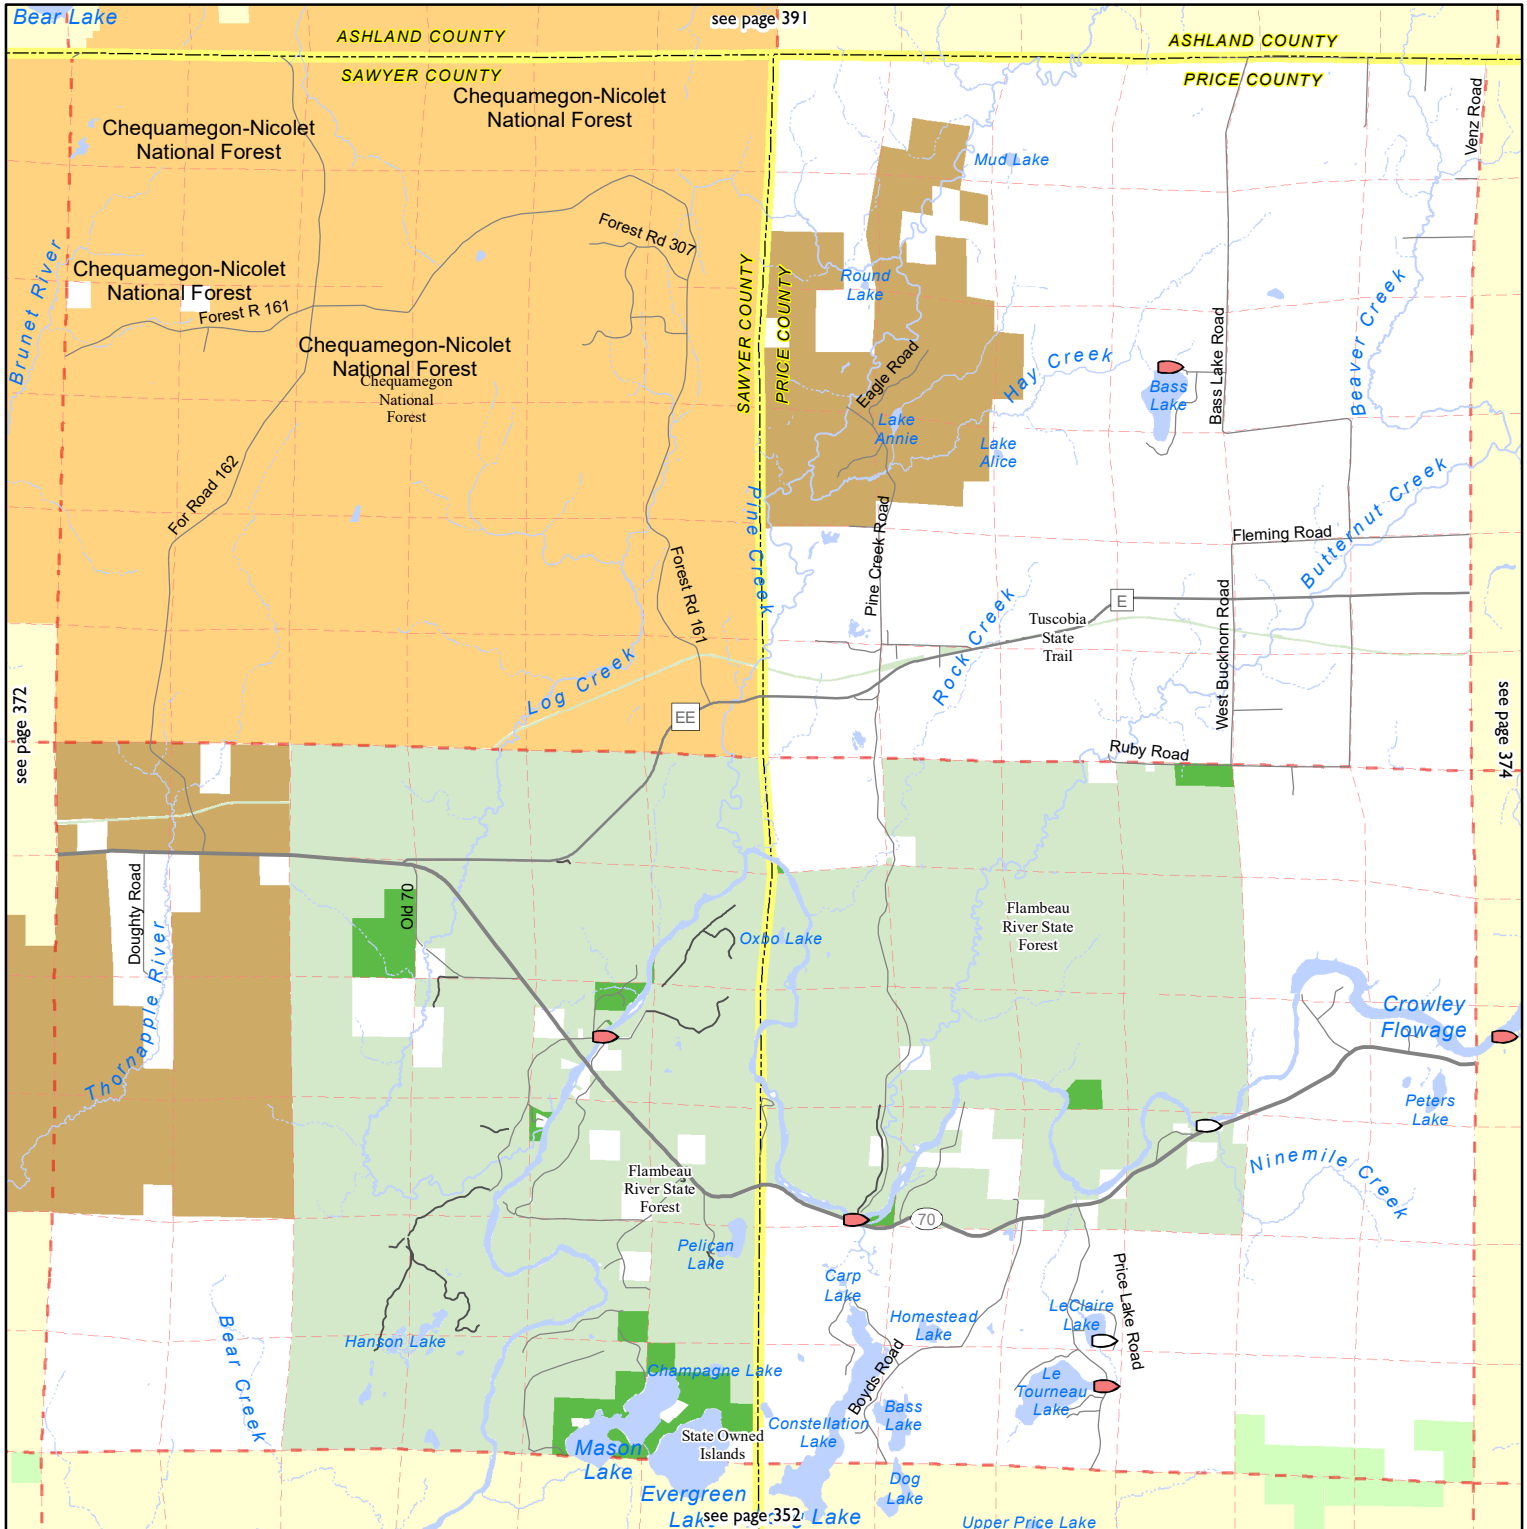 Bear Lake
see page 391
ASHLAND COUNTY
ASHLAND COUNTY
SAWYER COUNTY
PRICE COUNTY
Chequamegon-Nicolet
National Forest
Chequamegon-Nicolet
National Forest
Venz Road
Mud Lake
Forest Rd 307
Brunet River
Chequamegon-Nicolet
National Forest
Forest R 161
SAWYER COUNTY
PRICE COUNTY
Round
Lake
Beaver Creek
Chequamegon-Nicolet
National Forest
Chequamegon
National
Forest
Eagle Road
Hay Creek
Bass
Lake
Bass Lake Road
Lake
Annie
Lake
Alice
For Road 162
Pine Creek
Pine Creek Road
Butternut Creek
Fleming Road
Forest Rd 161
E
Rock Creek
Tuscobia
State
Trail
West Buckhorn Road
Log Creek
EE
see page 372
see page 374
Ruby Road
Doughty Road
Old 70
Thornapple River
Oxbo Lake
Flambeau
River State
Forest
Crowley
Flowage
Peters
Lake
Ninemile Creek
Flambeau
River State
Forest
70
Pelican
Lake
Carp
Lake
Homestead
Lake
LeClaire
Lake
Price Lake Road
Bear Creek
Hanson Lake
Champagne Lake
Boyds Road
Le
Tourneau
Lake
Bass
Lake
Constellation
Lake
State Owned
Islands
Mason
Lake
Dog
Lake
Evergreen
Lake
see page 352
Lake
Upper Price Lake